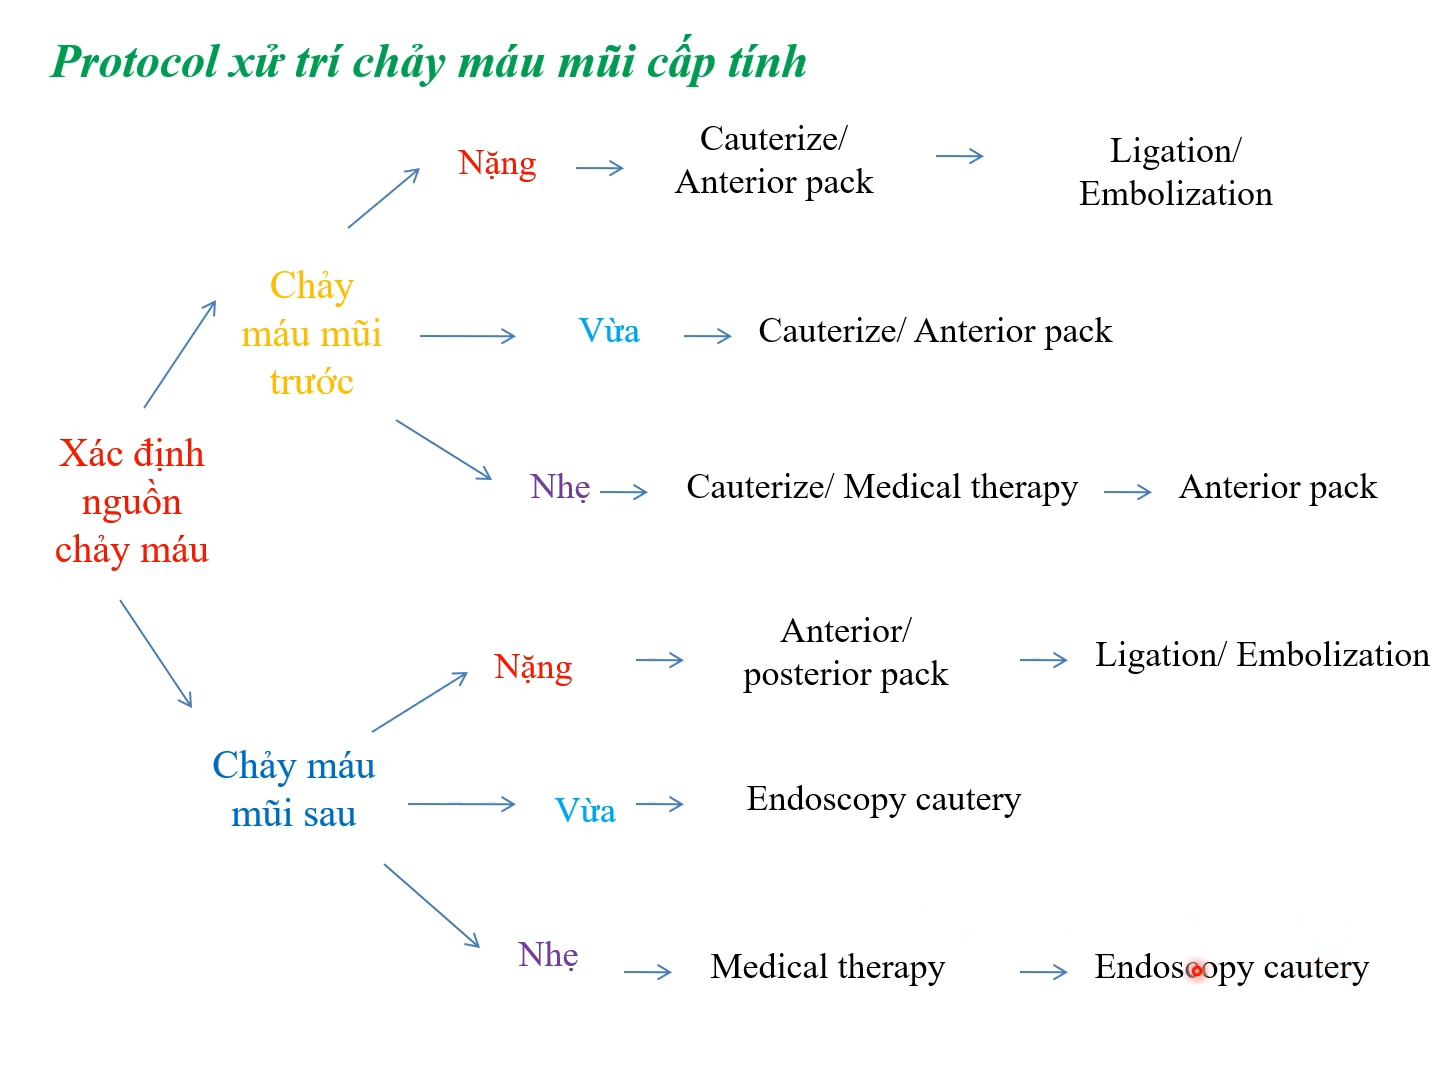 Protocol xử trí chảy máu mũi cấp tính
Nặng
Cauterize/
Anterior pack
Ligation/
Embolization
Chảy
máu mũi
trước
Vừa
Cauterize/ Anterior pack
Xác định
nguồn
chảy máu
Nhẹ
Cauterize/ Medical therapy
Anterior pack
Nặng
Anterior/
posterior pack
Ligation/ Embolization
Chảy máu
mũi sau
Vừa
Endoscopy cautery
Nhẹ
Medical therapy
Endoscopy cautery